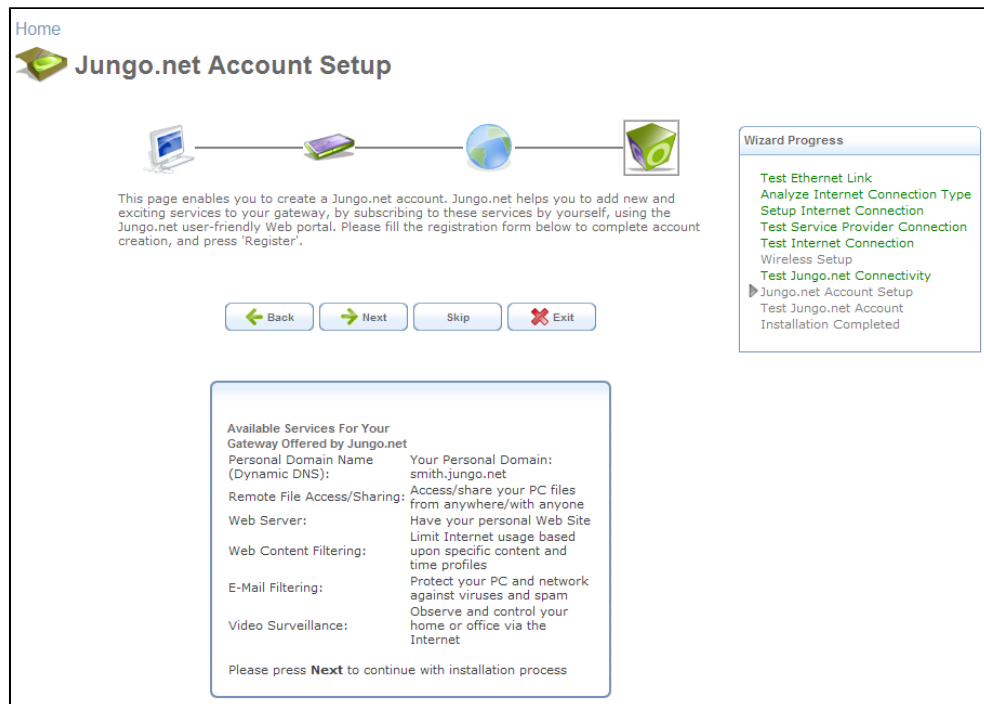 Home
Jungo.net Account Setup
This page enables you to create a Jungo.net account. Jungo.net helps you to add new and
exciting services to your gateway, by subscribing to these services by yourself, using the
Jungo.net user-friendly Web portal. Please fill the registration form below to complete account
creation, and press 'Register'.
Back Next Skip Exit
Wizard Progress
Test Ethernet Link
Analyze Internet Connection Type
Setup Internet Connection
Test Service Provider Connection
Test Internet Connection
Wireless Setup
Test Jungo.net Connectivity
Jungo.net Account Setup
Test Jungo.net Account
Installation Completed
Available Services For Your
Gateway Offered by Jungo.net
Personal Domain Name
(Dynamic DNS):
Your Personal Domain:
smith.jungo.net
Remote File Access/Sharing:
Access/share your PC files
from anywhere/with anyone
Web Server:
Have your personal Web Site
Web Content Filtering:
Limit Internet usage based
upon specific content and
time profiles
E-Mail Filtering:
Protect your PC and network
against viruses and spam
Video Surveillance:
Observe and control your
home or office via the
Internet
Please press Next to continue with installation process